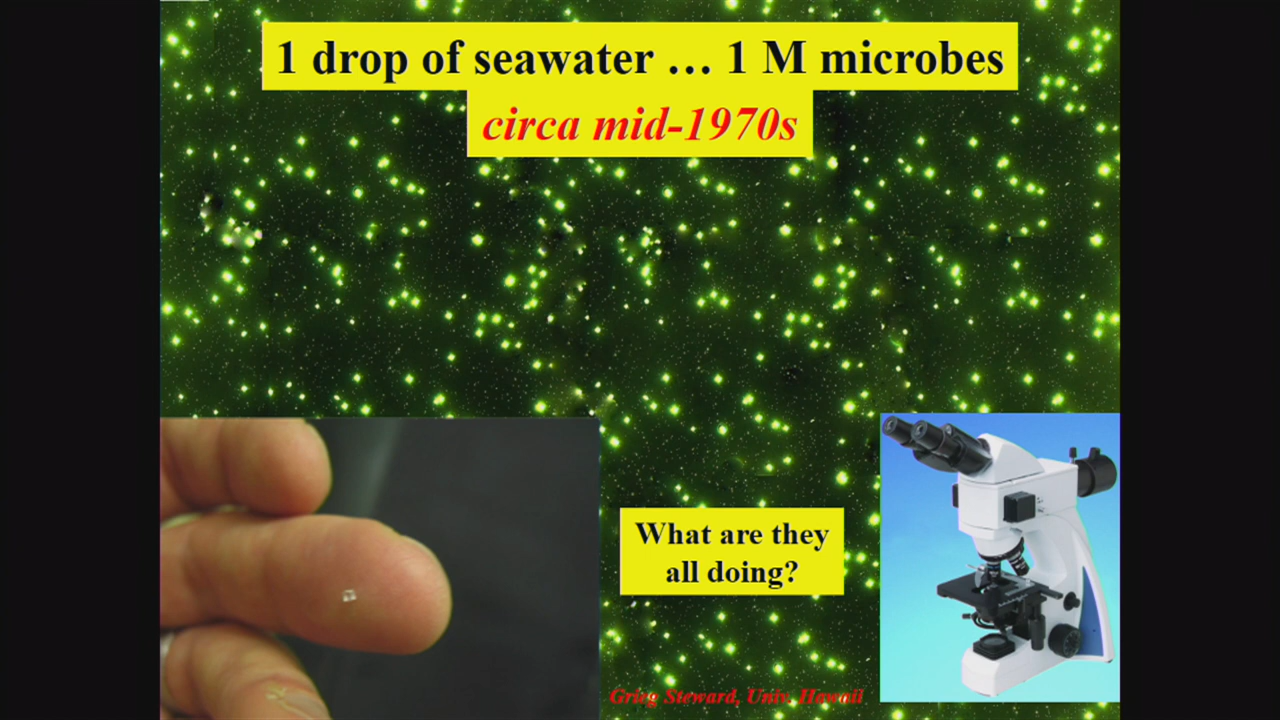 1 drop of seawater … 1 M microbes
circa mid-1970s
What are they
all doing?
Grieg Steward, Univ. Hawaii